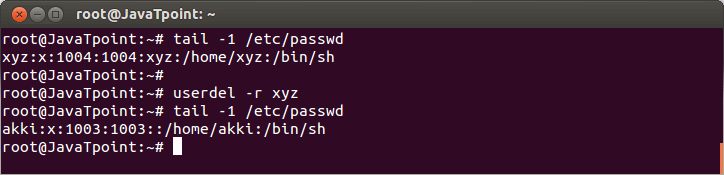 root@JavaTpoint: ~
root@JavaTpoint:~# tail -1 /etc/passwd
xyz:x:1004:1004:xyz:/home/xyz:/bin/sh
root@JavaTpoint:~#
root@JavaTpoint:~# userdel -r xyz
root@JavaTpoint:~# tail -1 /etc/passwd
akki:x:1003:1003::/home/akki:/bin/sh
root@JavaTpoint:~#